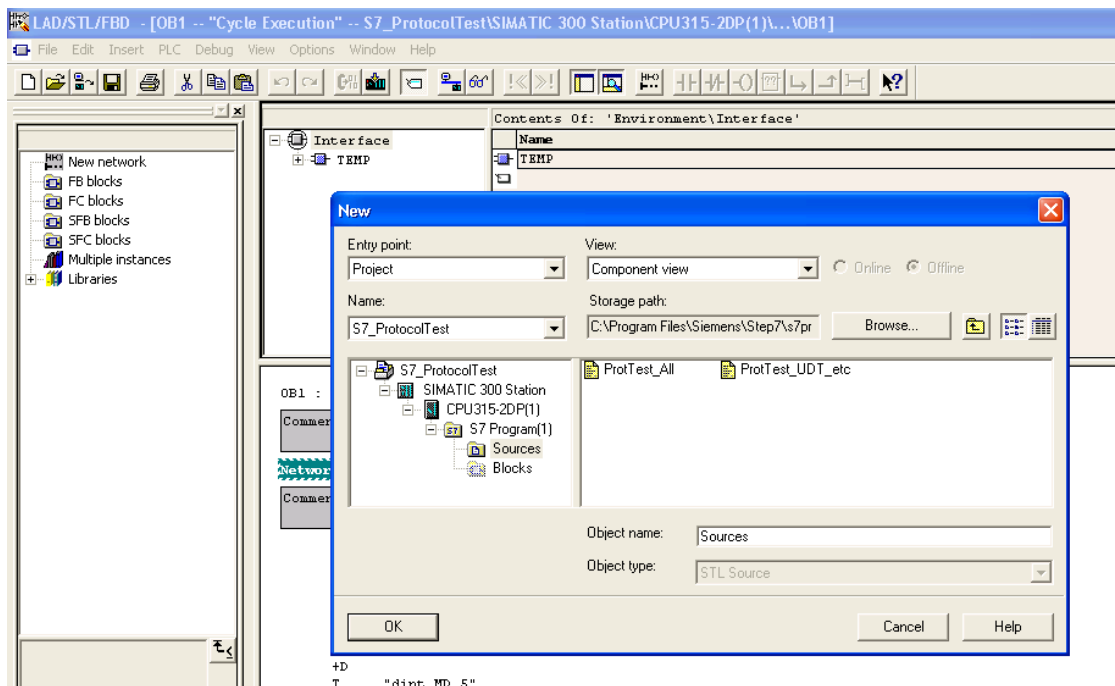 LAD/STL/FBD - [OB1 -- "Cycle Execution" -- S7_ProtocolTest\SIMATIC 300 Station\CPU315-2DP(1)\...\OB1]
File Edit Insert PLC Debug View Options Window Help
New network
FB blocks
FC blocks
SFB blocks
SFC blocks
Multiple instances
Libraries
Interface
TEMP
Contents Of: 'Environment\Interface'
Name
TEMP
OB1 :
Commer
Networ
Commer
New
Entry point:
View:
Project
Component view
Online
Offline
Name:
Storage path:
S7_ProtocolTest
C:\Program Files\Siemens\Step7\s7pr
Browse...
S7_ProtocolTest
SIMATIC 300 Station
CPU315-2DP(1)
S7 Program(1)
Sources
Blocks
ProtTest_All
ProtTest_UDT_etc
Object name:
Sources
Object type:
STL Source
OK
Cancel
Help
+D
T "dint_MD_5"